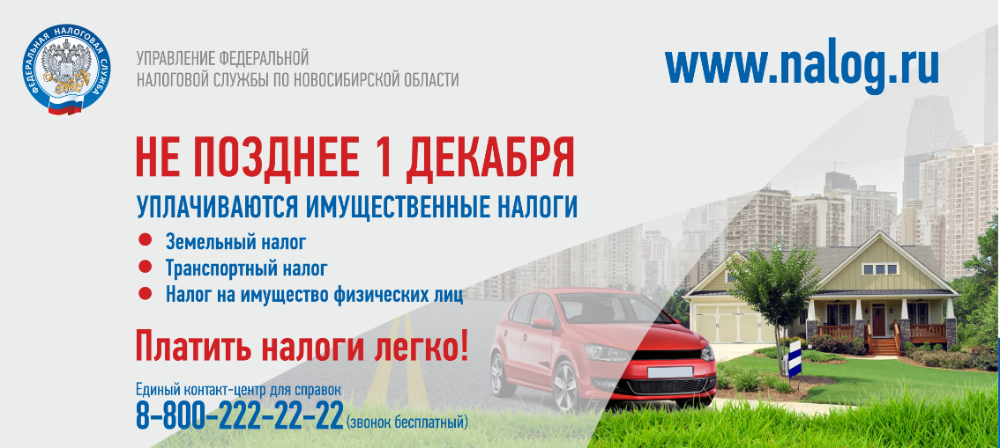 ФЕДЕРАЛЬНАЯ НАЛОГОВАЯ СЛУЖБА
УПРАВЛЕНИЕ ФЕДЕРАЛЬНОЙ
НАЛОГОВОЙ СЛУЖБЫ ПО НОВОСИБИРСКОЙ ОБЛАСТИ
www.nalog.ru
НЕ ПОЗДНЕЕ 1 ДЕКАБРЯ
УПЛАЧИВАЮТСЯ ИМУЩЕСТВЕННЫЕ НАЛОГИ
• Земельный налог
• Транспортный налог
• Налог на имущество физических лиц
Платить налоги легко!
Единый контакт-центр для справок
8-800-222-22-22 (звонок бесплатный)